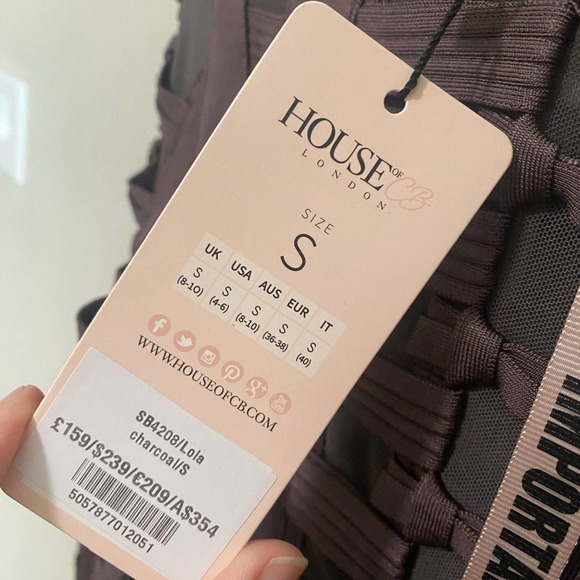 HOUSE OF CB
LONDON
SIZE
S
UK USA AUS EUR IT
S S S S S
(8-10) (4-6) (8-10) (36-38) (40)
WWW.HOUSEOFCB.COM
SB4208/Lola
charcoal/S
£159/$239/€209/A$354
5057877012051
IMPORTA